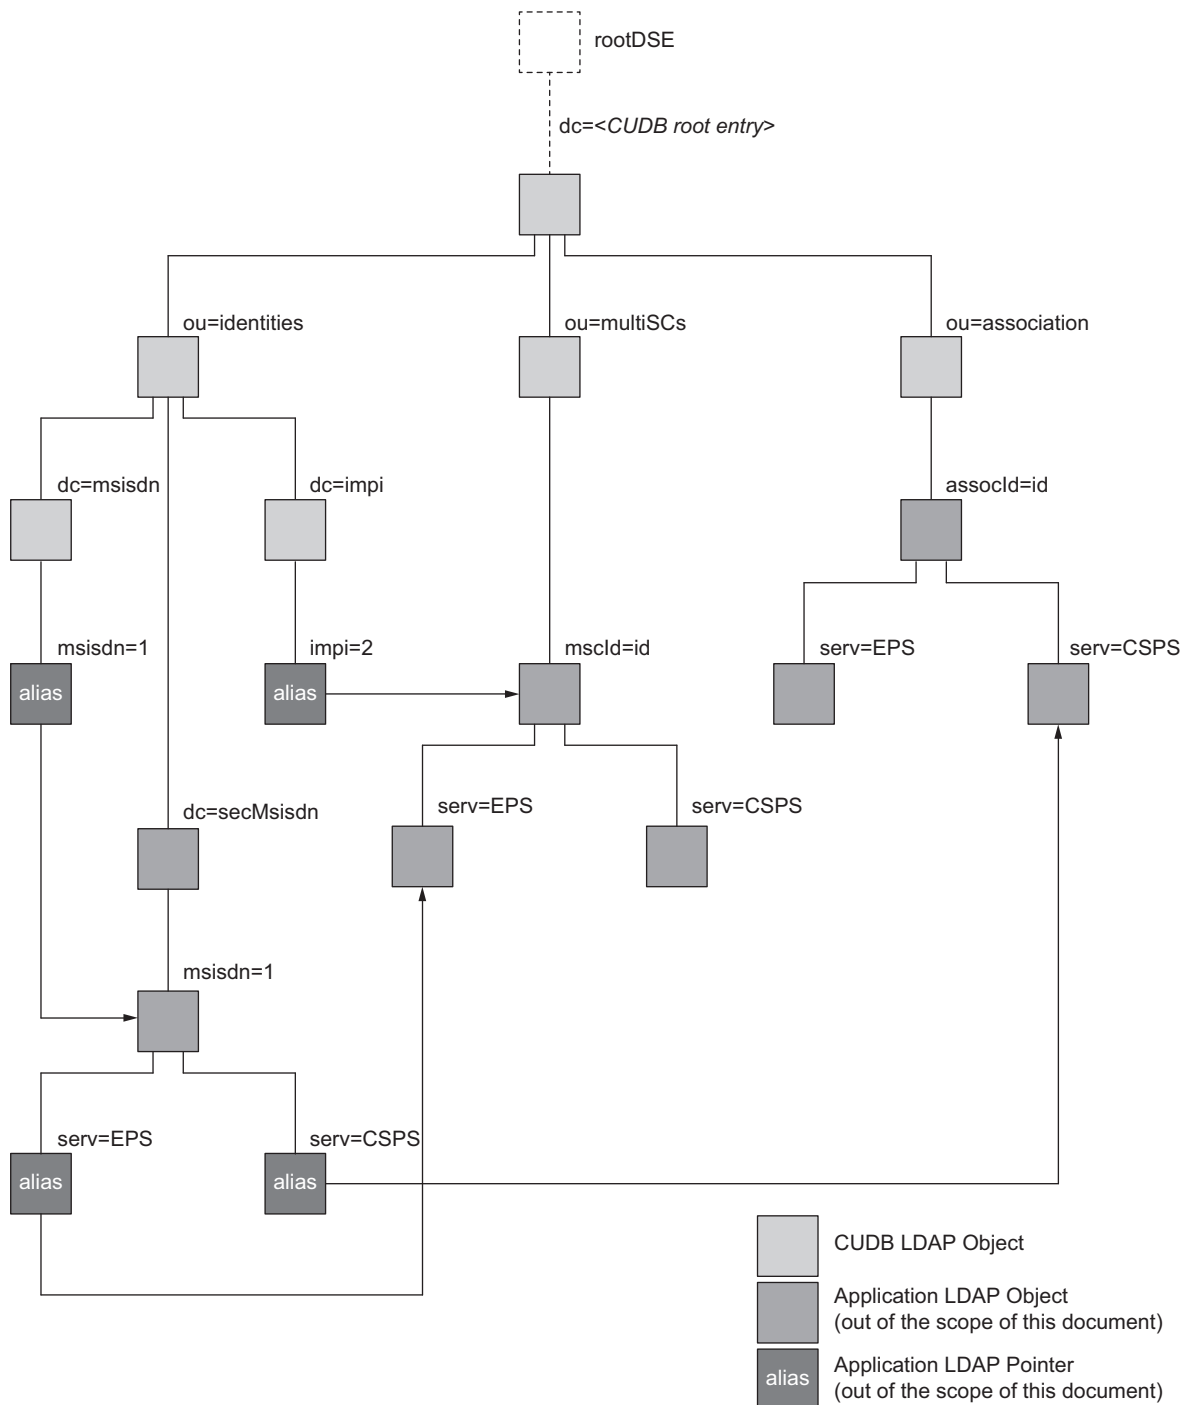 rootDSE
dc=<CUDB root entry>
ou=identities
ou=multiSCs
ou=association
dc=msisdn
dc=impi
assocId=id
msisdn=1
impi=2
mscId=id
serv=EPS
serv=CSPS
alias
alias
serv=EPS
serv=CSPS
dc=secMsisdn
msisdn=1
serv=EPS
serv=CSPS
alias
alias
CUDB LDAP Object
Application LDAP Object
(out of the scope of this document)
alias
Application LDAP Pointer
(out of the scope of this document)